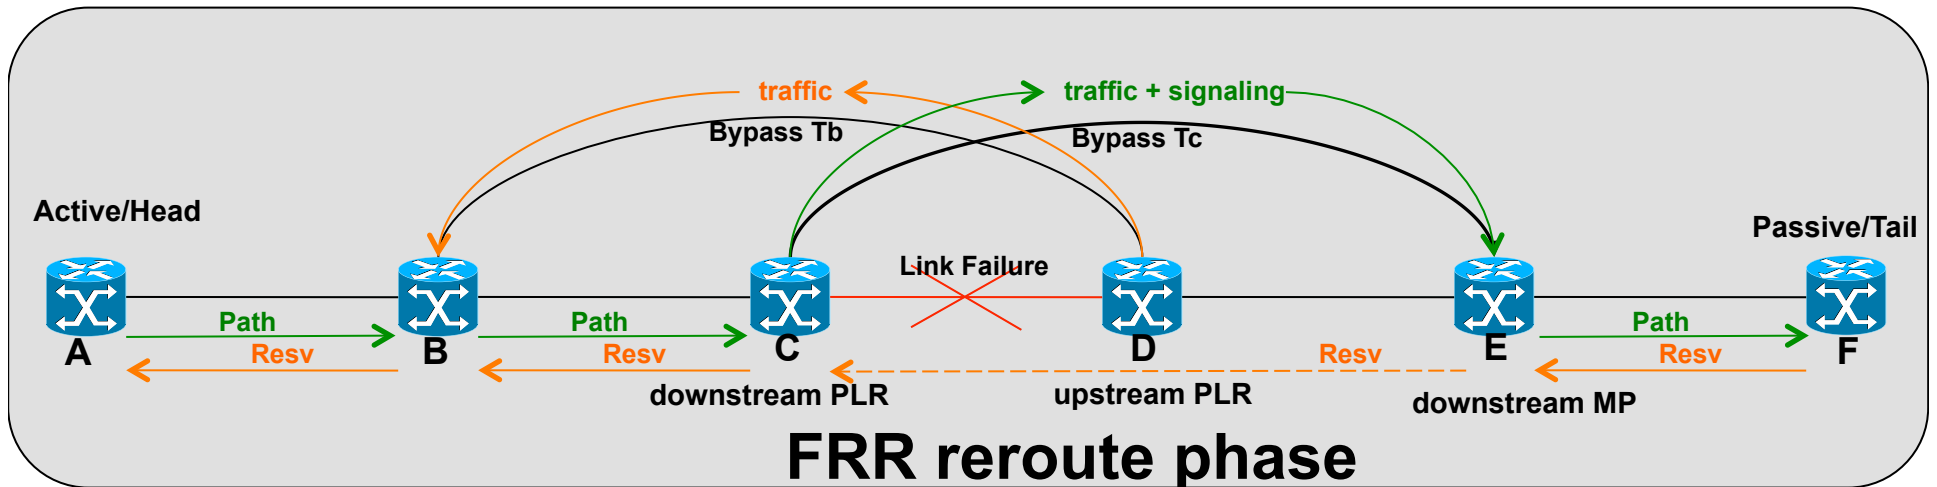 traffic
traffic + signaling
Bypass Tb
Bypass Tc
Active/Head
Passive/Tail
Link Failure
Path
Path
Path
A
B
C
D
E
F
Resv
Resv
Resv
Resv
downstream PLR
upstream PLR
downstream MP
FRR reroute phase